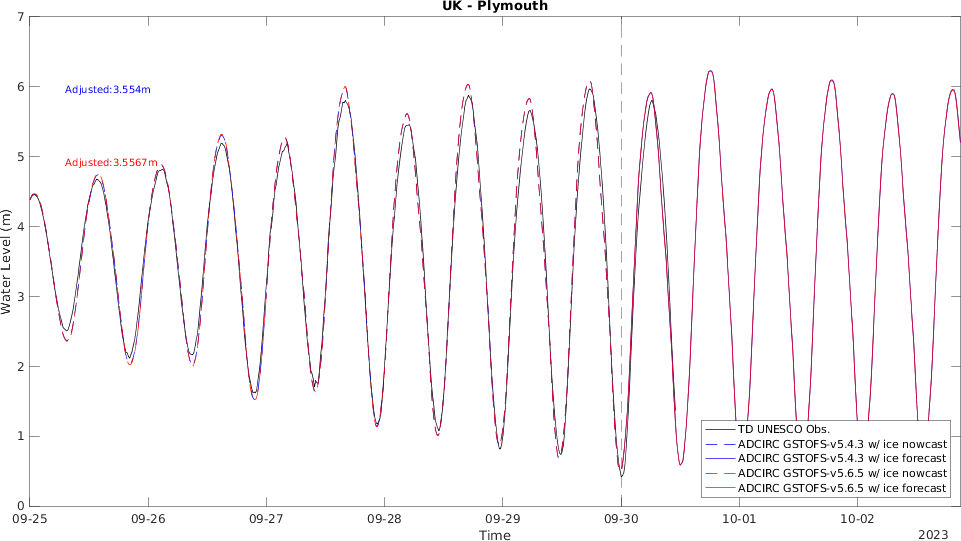 UK - Plymouth
7
6
5
4
3
2
1
0
Water Level (m)
Adjusted:3.554m
Adjusted:3.5567m
TD UNESCO Obs.
ADCIRC GSTOFS-v5.4.3 w/ ice nowcast
ADCIRC GSTOFS-v5.4.3 w/ ice forecast
ADCIRC GSTOFS-v5.6.5 w/ ice nowcast
ADCIRC GSTOFS-v5.6.5 w/ ice forecast
09-25 09-26 09-27 09-28 09-29 09-30 10-01 10-02
Time
2023